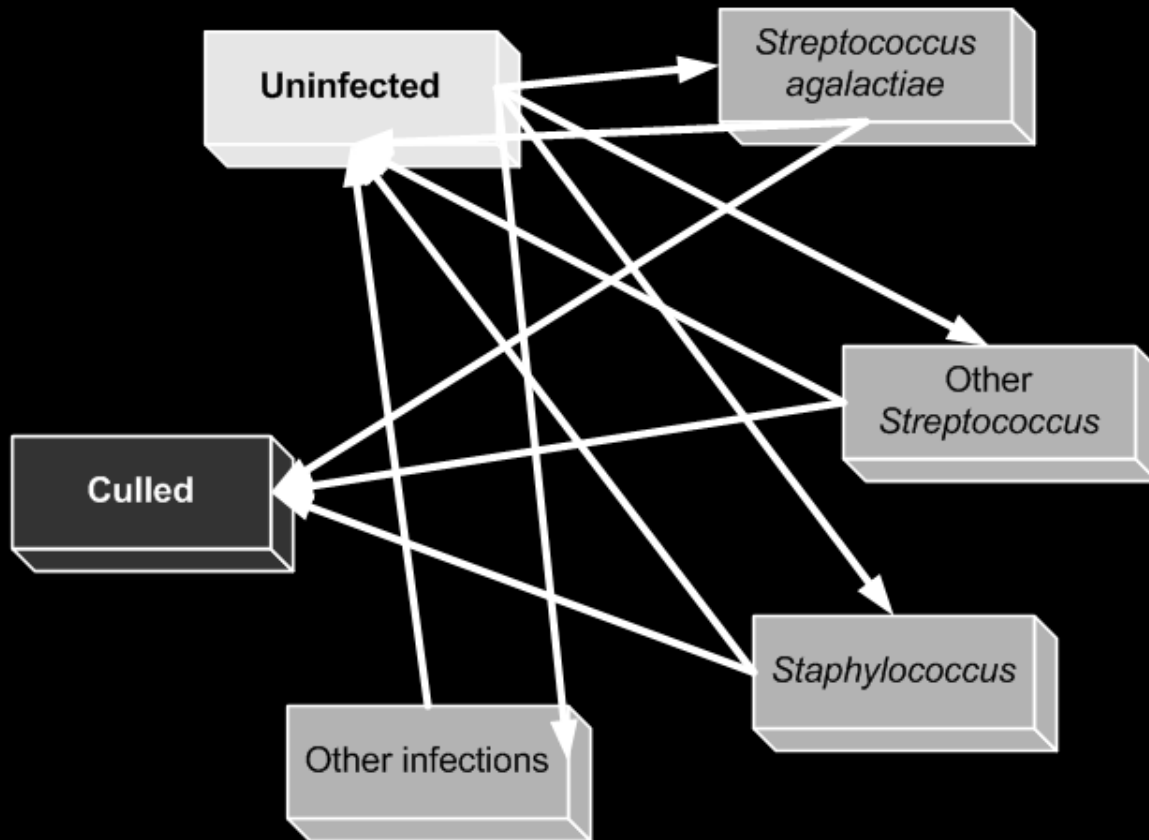 Uninfected
Streptococcus
agalactiae
Other
Streptococcus
Culled
Staphylococcus
Other infections